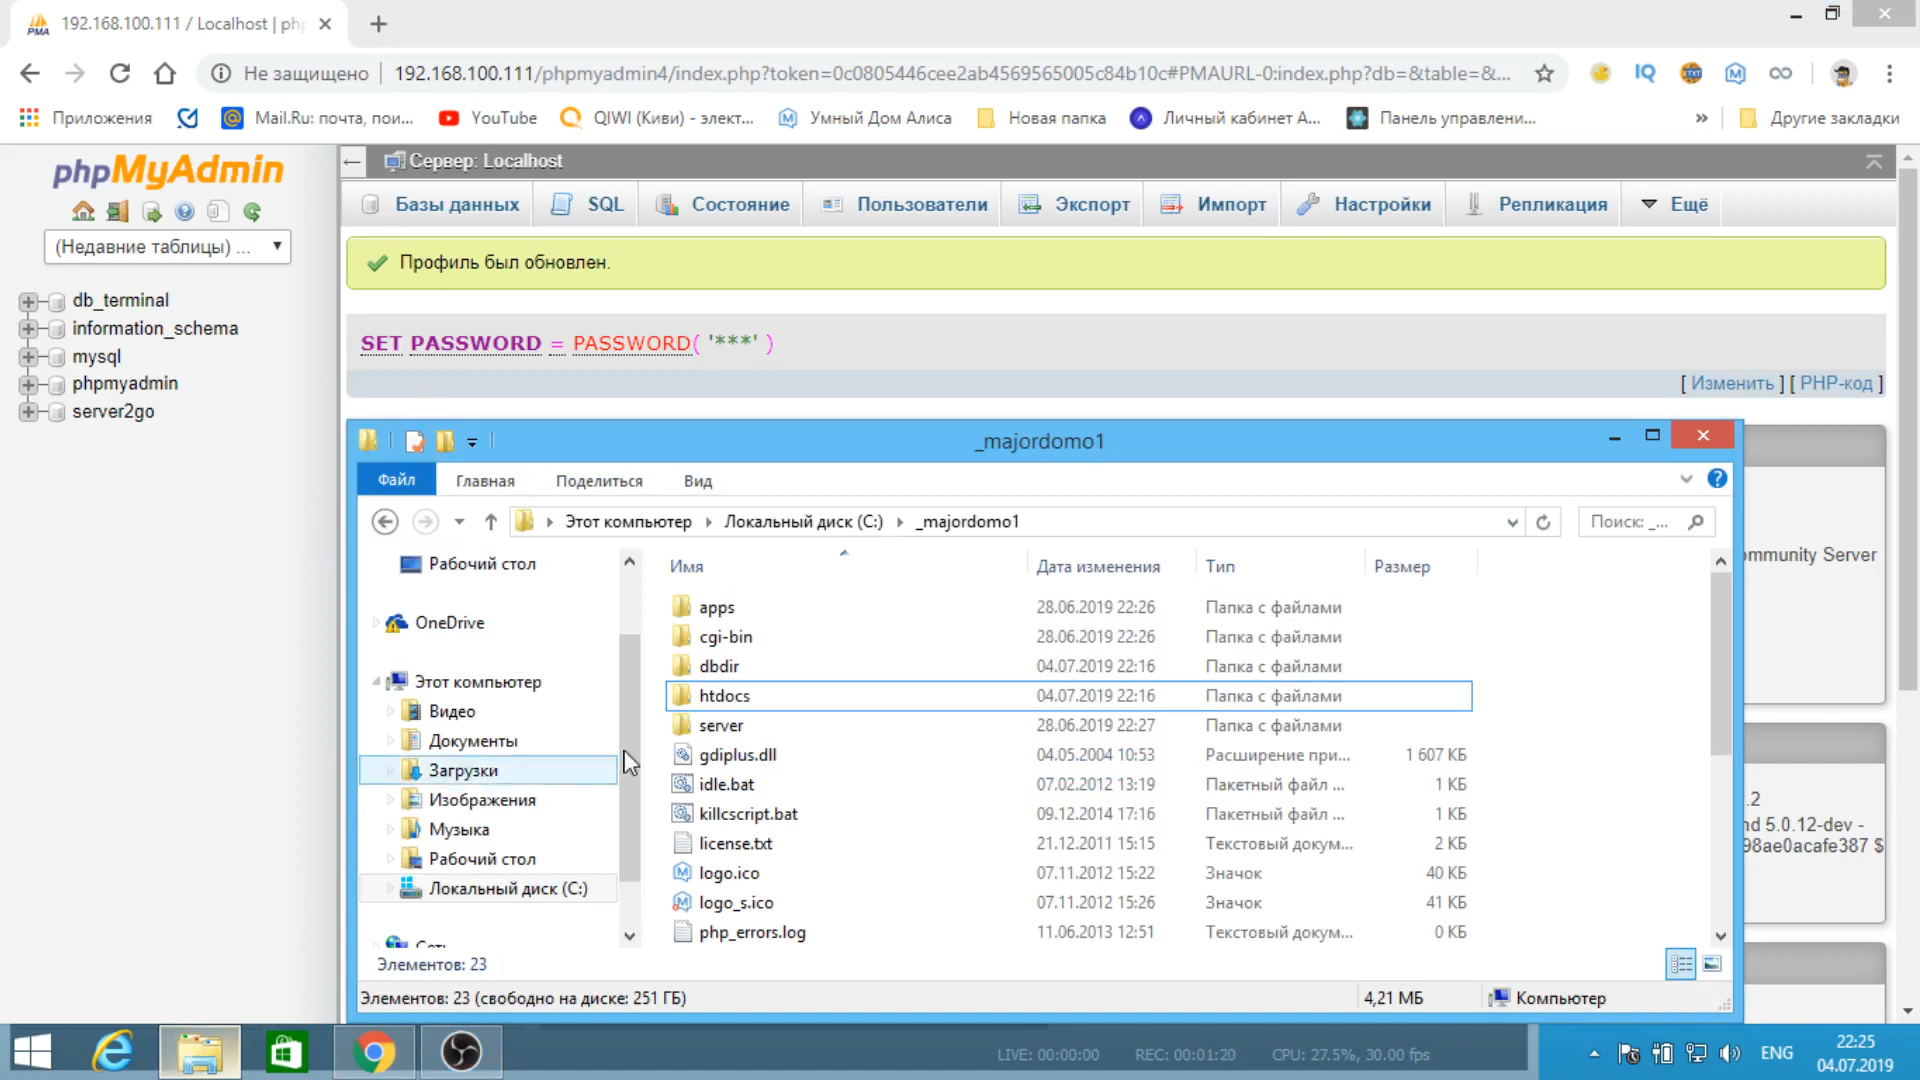 192.168.100.111 / Localhost | ph
Не защищено
192.168.100.111/phpmyadmin4/index.php?token=0c0805446cee2ab4569565005c84b10c#PMAURL-0:index.php?db=&table=&...
IQ
Приложения
Mail.Ru: почта, пои...
YouTube
QIWI (Киви) - элект...
Умный Дом Алиса
Новая папка
Личный кабинет А...
Панель управлени...
»
Другие закладки
phpMyAdmin
(Недавние таблицы) ...
db_terminal
information_schema
mysql
phpmyadmin
server2go
Сервер: Localhost
Базы данных
SQL
Состояние
Пользователи
Экспорт
Импорт
Настройки
Репликация
Ещё
Профиль был обновлен.
SET PASSWORD = PASSWORD( '***' )
[ Изменить ] [ PHP-код ]
_majordomo1
Файл
Главная
Поделиться
Вид
Этот компьютер
Локальный диск (C:)
_majordomo1
Поиск: _...
Рабочий стол
OneDrive
Этот компьютер
Видео
Документы
Загрузки
Изображения
Музыка
Рабочий стол
Локальный диск (C:)
Имя Дата изменения Тип Размер
apps 28.06.2019 22:26 Папка с файлами
cgi-bin 28.06.2019 22:26 Папка с файлами
dbdir 04.07.2019 22:16 Папка с файлами
htdocs 04.07.2019 22:16 Папка с файлами
server 28.06.2019 22:27 Папка с файлами
gdiplus.dll 04.05.2004 10:53 Расширение при... 1 607 КБ
idle.bat 07.02.2012 13:19 Пакетный файл ... 1 КБ
killcscript.bat 09.12.2014 17:16 Пакетный файл ... 1 КБ
license.txt 21.12.2011 15:15 Текстовый докум... 2 КБ
logo.ico 07.11.2012 15:22 Значок 40 КБ
logo_s.ico 07.11.2012 15:26 Значок 41 КБ
php_errors.log 11.06.2013 12:51 Текстовый докум... 0 КБ
Элементов: 23
Элементов: 23 (свободно на диске: 251 ГБ)
4,21 МБ
Компьютер
mmunity Server
.2
nd 5.0.12-dev -
98ae0acafe387 $
LIVE: 00:00:00
REC: 00:01:20
CPU: 27.5%, 30.00 fps
ENG
22:25
04.07.2019